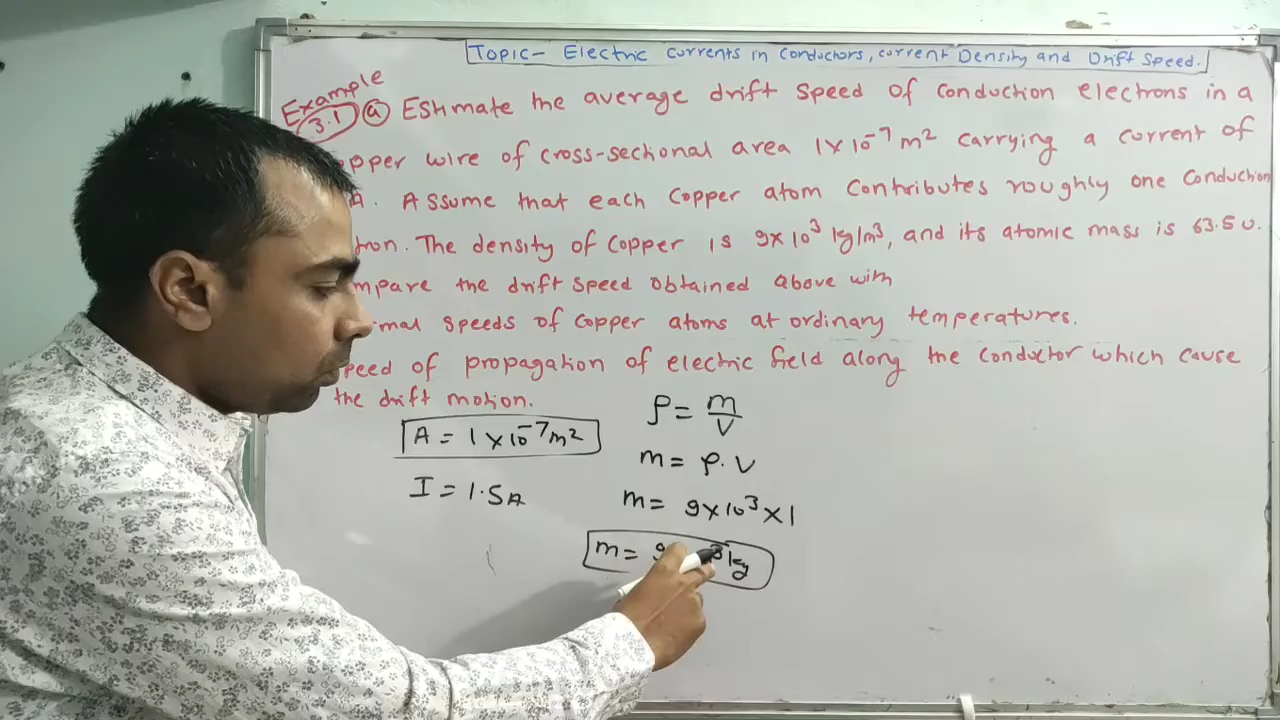 Topic- Electric currents in conductors, current Density and Drift Speed.
Example
3.1 (a) Estimate the average drift speed of conduction electrons in a
pper wire of cross-sectional area 1×10⁻⁷ m² carrying a current of
A. Assume that each copper atom contributes roughly one conduction
tron. The density of copper is 9×10³ kg/m³, and its atomic mass is 63.5 u.
mpare the drift speed obtained above with
mal speeds of copper atoms at ordinary temperatures.
peed of propagation of electric field along the conductor which cause
the drift motion.
A = 1×10⁻⁷m²
I = 1.5A
ρ = m/V
m = ρ.V
m = 9×10³×1
m = 9 ³kg